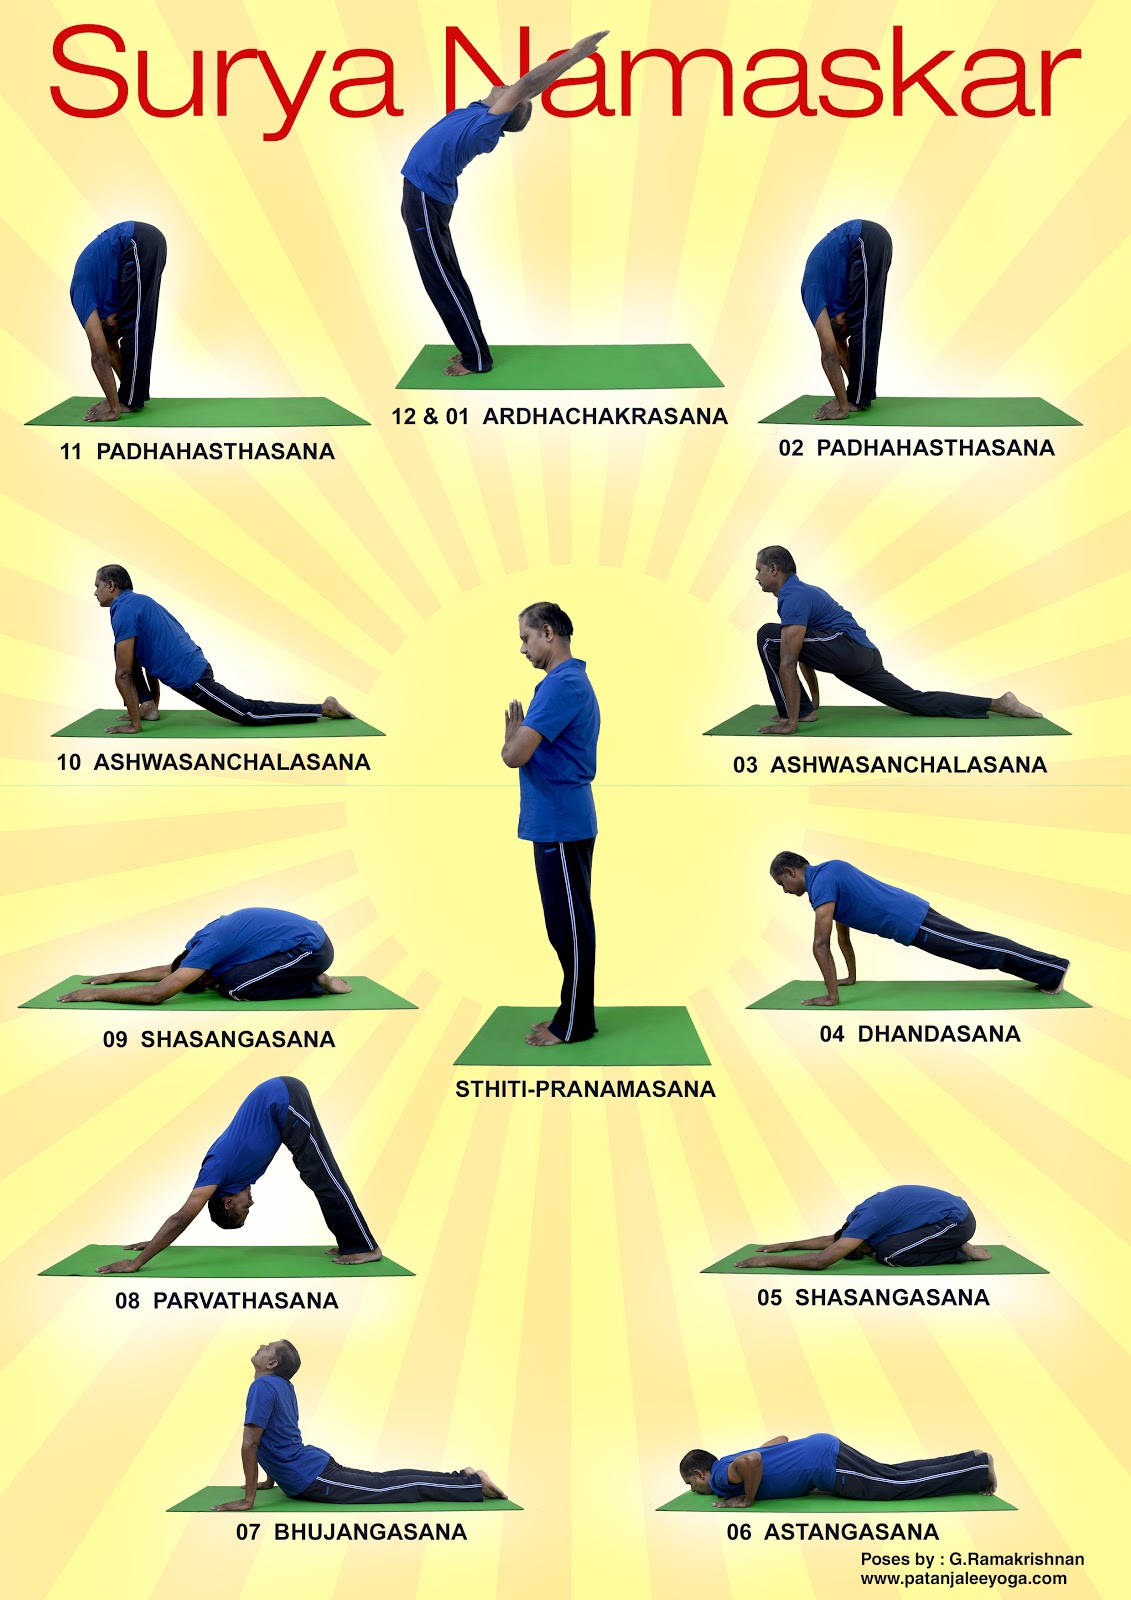 Surya Namaskar
12 & 01 ARDHACHAKRASANA
11 PADHAHASTHASANA
02 PADHAHASTHASANA
10 ASHWASANCHALASANA
03 ASHWASANCHALASANA
09 SHASANGASANA
04 DHANDASANA
STHITI-PRANAMASANA
08 PARVATHASANA
05 SHASANGASANA
07 BHUJANGASANA
06 ASTANGASANA
Poses by : G.Ramakrishnan
www.patanjaleeyoga.com